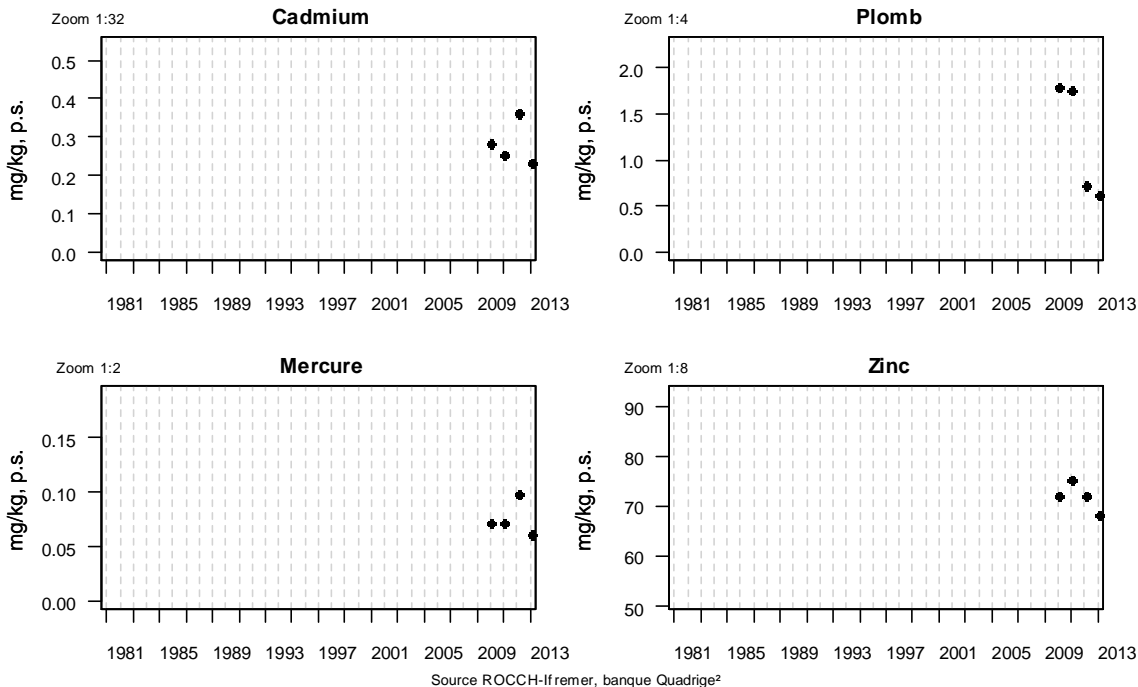 Zoom 1:32
Cadmium
mg/kg, p.s.
0.5
0.4
0.3
0.2
0.1
0.0
1981 1985 1989 1993 1997 2001 2005 2009 2013
Zoom 1:4
Plomb
mg/kg, p.s.
2.0
1.5
1.0
0.5
0.0
1981 1985 1989 1993 1997 2001 2005 2009 2013
Zoom 1:2
Mercure
mg/kg, p.s.
0.15
0.10
0.05
0.00
1981 1985 1989 1993 1997 2001 2005 2009 2013
Zoom 1:8
Zinc
mg/kg, p.s.
90
80
70
60
50
1981 1985 1989 1993 1997 2001 2005 2009 2013
Source ROCCH-Ifremer, banque Quadrige²